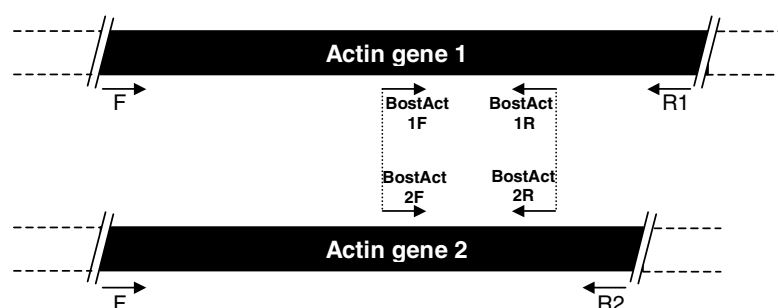 Actin gene 1
F
BostAct
1F
BostAct
1R
R1
BostAct
2F
BostAct
2R
Actin gene 2
F
R2